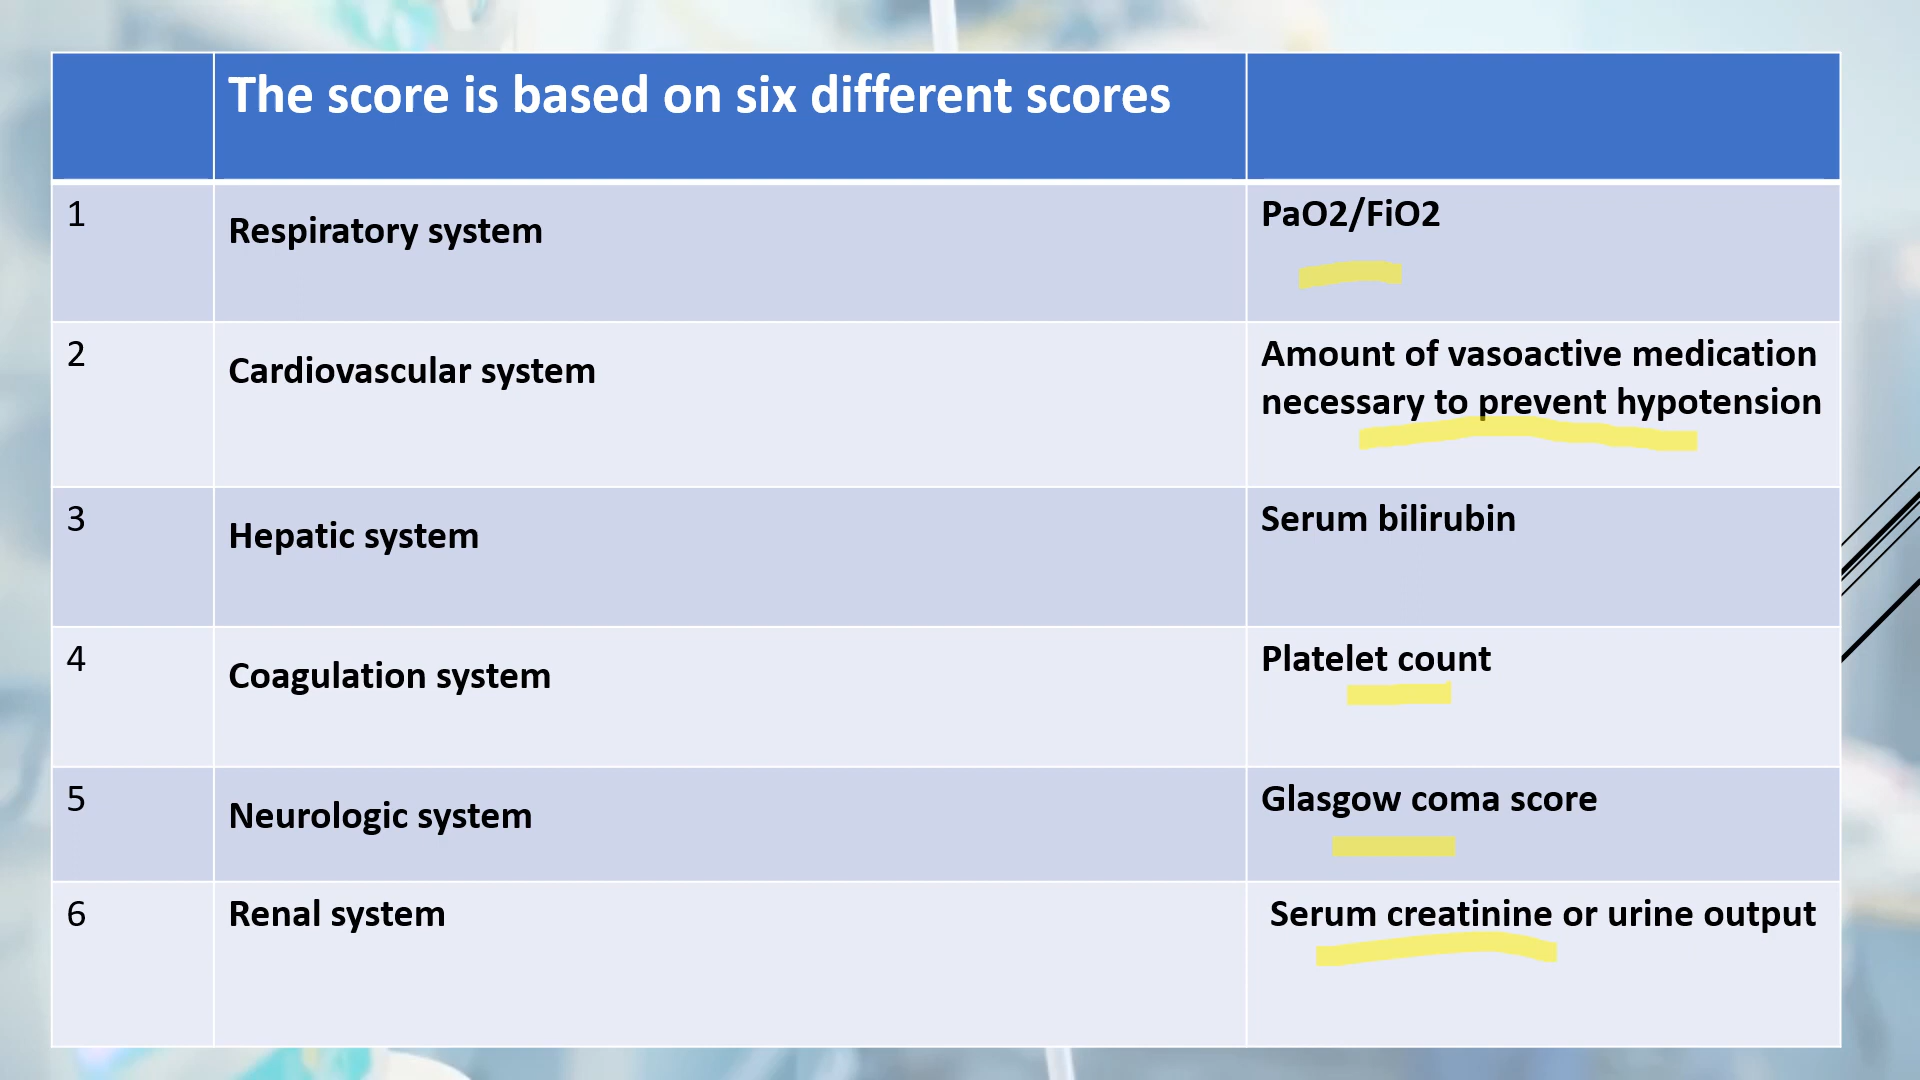 The score is based on six different scores
1
Respiratory system
PaO2/FiO2
2
Cardiovascular system
Amount of vasoactive medication
necessary to prevent hypotension
3
Hepatic system
Serum bilirubin
4
Coagulation system
Platelet count
5
Neurologic system
Glasgow coma score
6
Renal system
Serum creatinine or urine output